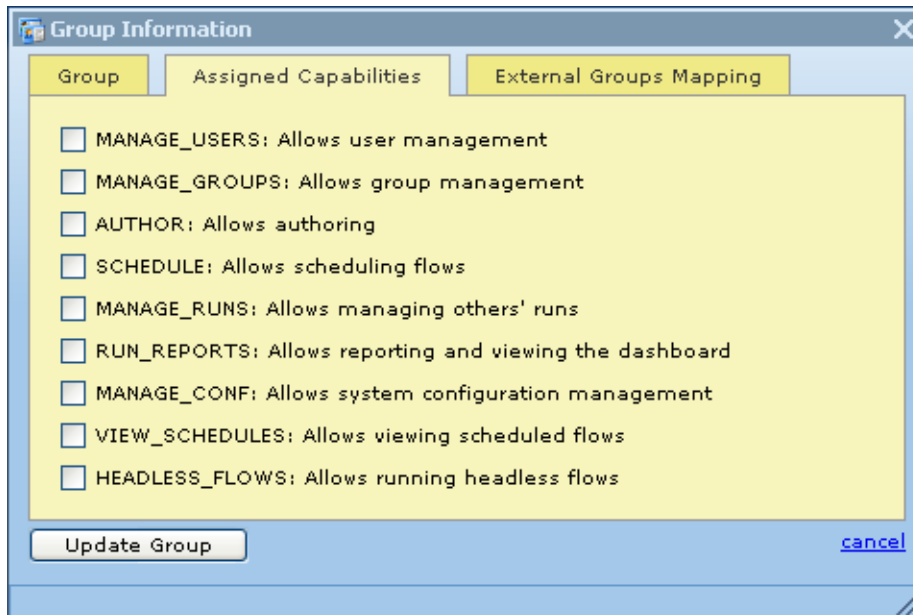 Group Information
Group Assigned Capabilities External Groups Mapping
MANAGE_USERS: Allows user management
MANAGE_GROUPS: Allows group management
AUTHOR: Allows authoring
SCHEDULE: Allows scheduling flows
MANAGE_RUNS: Allows managing others' runs
RUN_REPORTS: Allows reporting and viewing the dashboard
MANAGE_CONF: Allows system configuration management
VIEW_SCHEDULES: Allows viewing scheduled flows
HEADLESS_FLOWS: Allows running headless flows
Update Group cancel